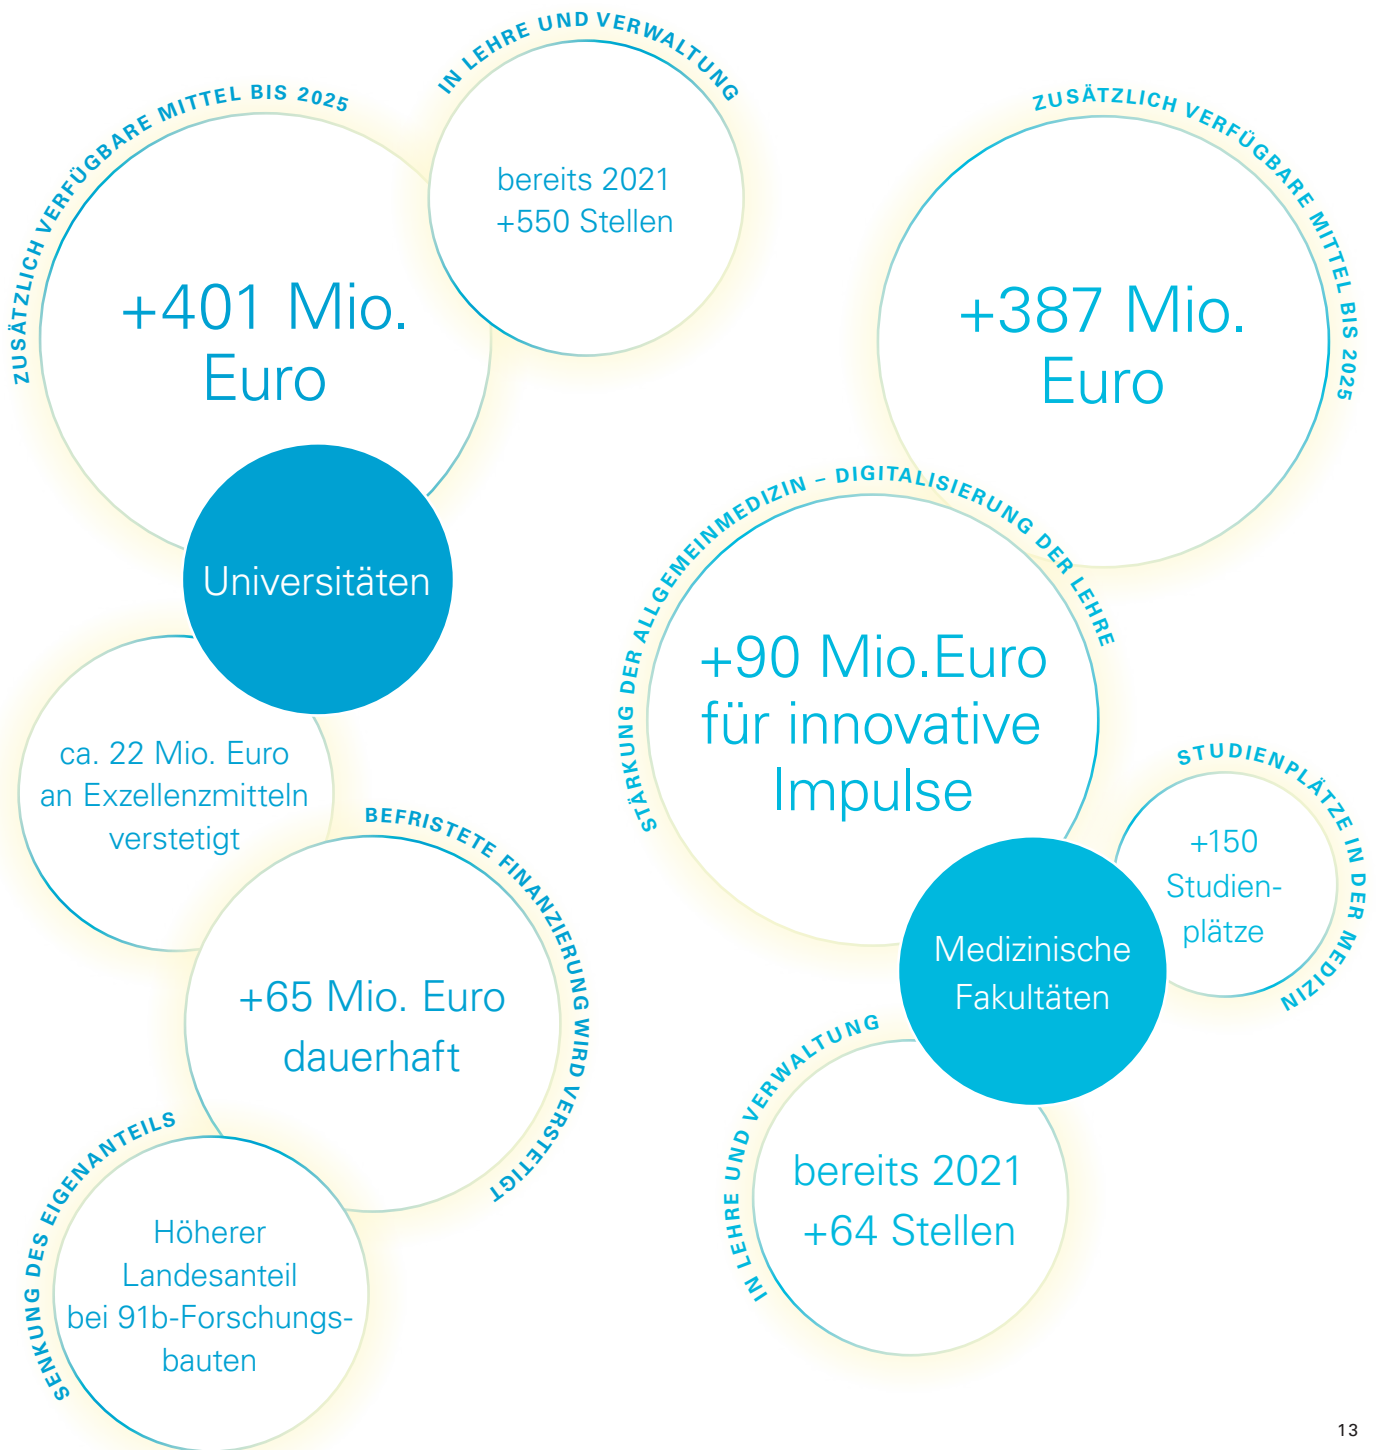 ZUSÄTZLICH VERFÜGBARE MITTEL BIS 2025
+401 Mio.
Euro
IN LEHRE UND VERWALTUNG
bereits 2021
+550 Stellen
Universitäten
ca. 22 Mio. Euro
an Exzellenzmitteln
verstetigt
BEFRISTETE FINANZIERUNG WIRD VERSTETIGT
+65 Mio. Euro
dauerhaft
SENKUNG DES EIGENANTEILS
Höherer
Landesanteil
bei 91b-Forschungs-
bauten
ZUSÄTZLICH VERFÜGBARE MITTEL BIS 2025
+387 Mio.
Euro
STÄRKUNG DER ALLGEMEINMEDIZIN – DIGITALISIERUNG DER LEHRE
+90 Mio.Euro
für innovative
Impulse
STUDIENPLÄTZE IN DER MEDIZIN
+150
Studien-
plätze
Medizinische
Fakultäten
IN LEHRE UND VERWALTUNG
bereits 2021
+64 Stellen
13